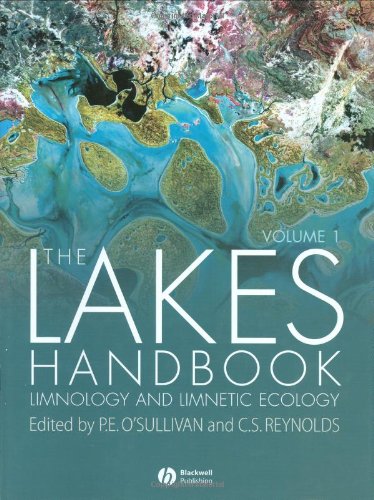 VOLUME 1
THE
LAKES
HANDBOOK
LIMNOLOGY AND LIMNETIC ECOLOGY
Edited by P.E. O'SULLIVAN and C.S. REYNOLDS
Blackwell
Publishing